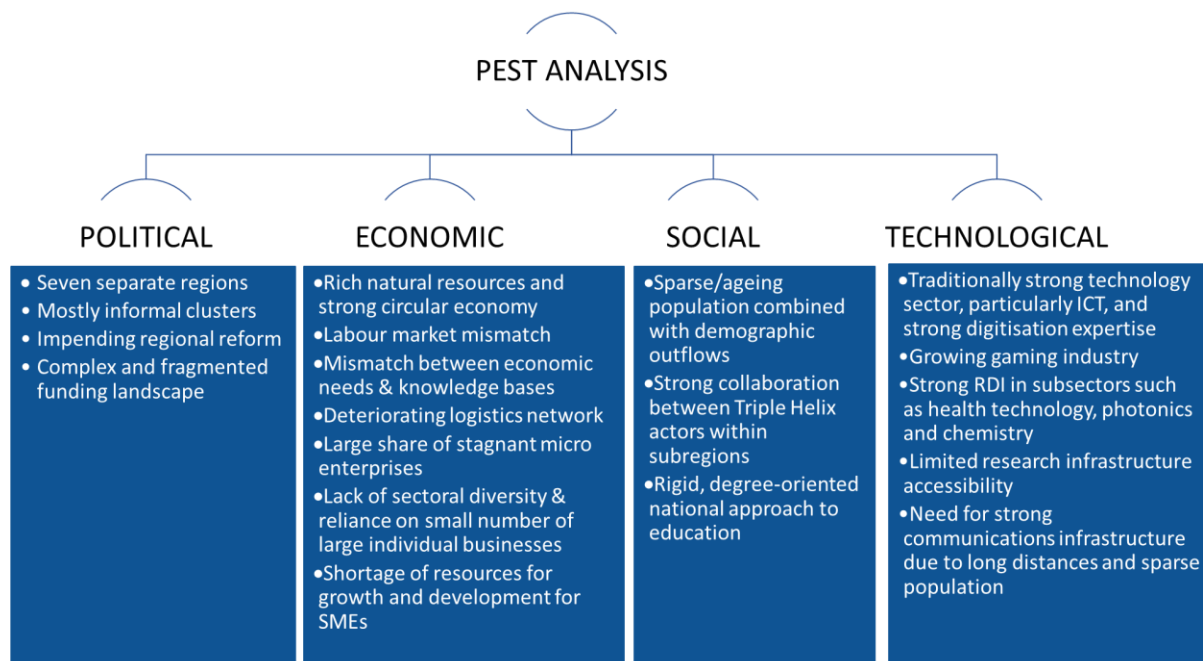 PEST ANALYSIS
POLITICAL
• Seven separate regions
• Mostly informal clusters
• Impending regional reform
• Complex and fragmented
funding landscape
ECONOMIC
•Rich natural resources and
strong circular economy
•Labour market mismatch
•Mismatch between economic
needs & knowledge bases
•Deteriorating logistics network
•Large share of stagnant micro
enterprises
•Lack of sectoral diversity &
reliance on small number of
large individual businesses
•Shortage of resources for
growth and development for
SMEs
SOCIAL
•Sparse/ageing
population combined
with demographic
outflows
•Strong collaboration
between Triple Helix
actors within
subregions
•Rigid, degree-oriented
national approach to
education
TECHNOLOGICAL
•Traditionally strong technology
sector, particularly ICT, and
strong digitisation expertise
•Growing gaming industry
•Strong RDI in subsectors such
as health technology, photonics
and chemistry
•Limited research infrastructure
accessibility
•Need for strong
communications infrastructure
due to long distances and sparse
population